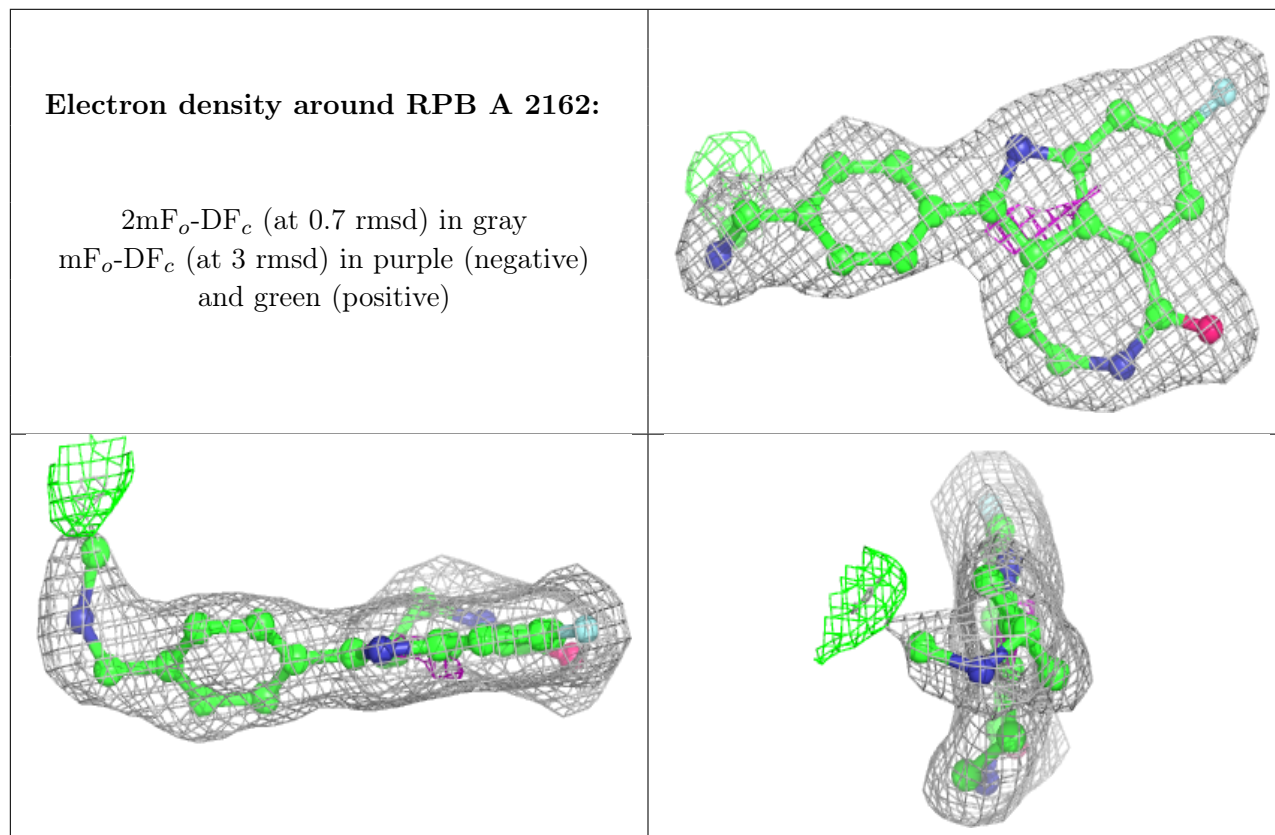 Electron density around RPB A 2162:
2mFₒ-DF𝒸 (at 0.7 rmsd) in gray
mFₒ-DF𝒸 (at 3 rmsd) in purple (negative)
and green (positive)